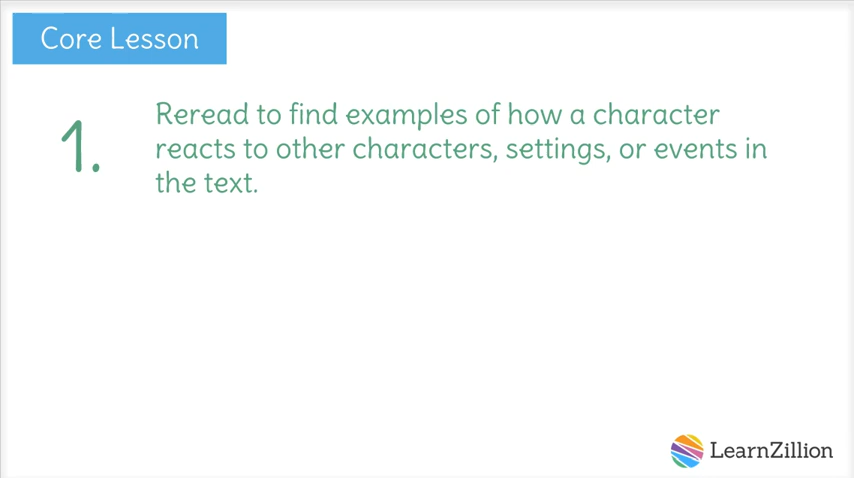 Core Lesson
1.
Reread to find examples of how a character
reacts to other characters, settings, or events in
the text.
LearnZillion